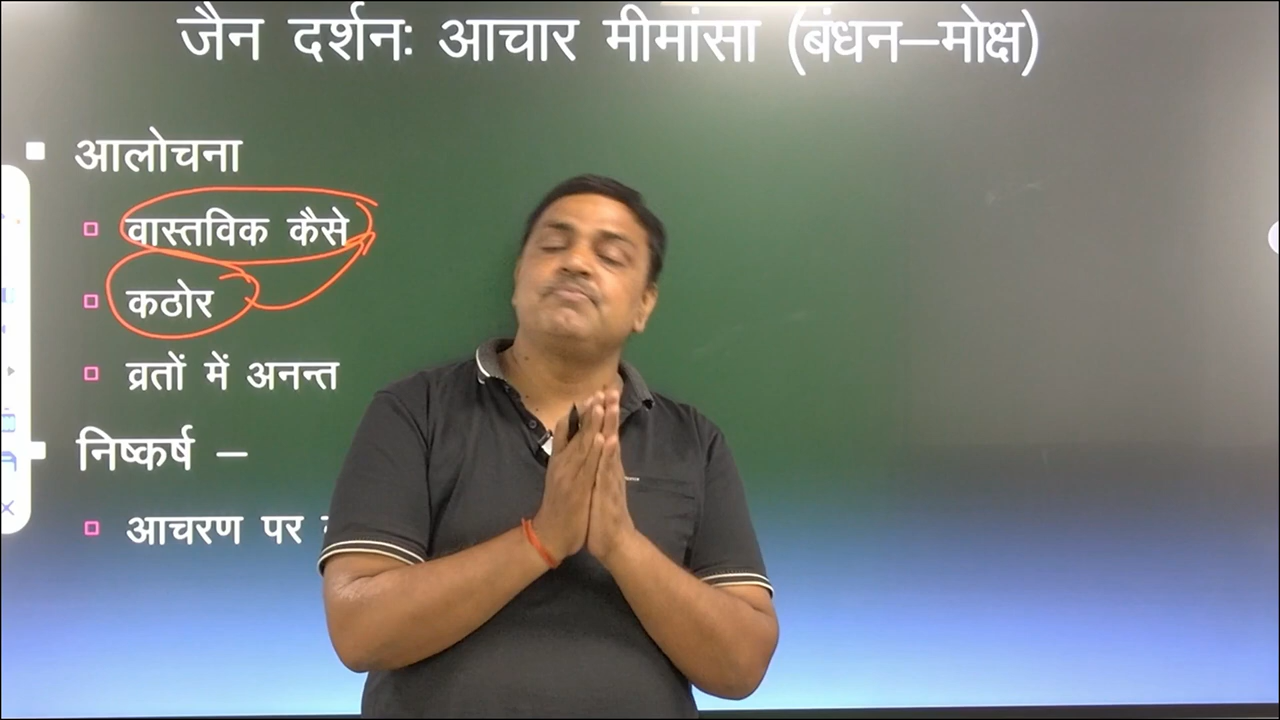 जैन दर्शनः आचार मीमांसा (बंधन–मोक्ष)
आलोचना
वास्तविक कैसे
कठोर
व्रतों में अनन्त
निष्कर्ष –
आचरण पर